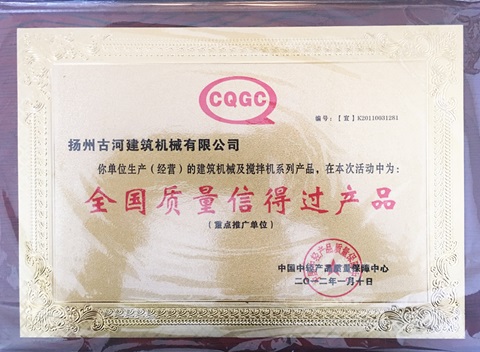 CQGC
编号:【宜】K20110031281
扬州古河建筑机械有限公司
你单位生产(经营)的建筑机械及搅拌机系列产品,在本次活动中为:
全国质量信得过产品
(重点推广单位)
中国中轻产品质量保障中心
二〇一二年一月十日